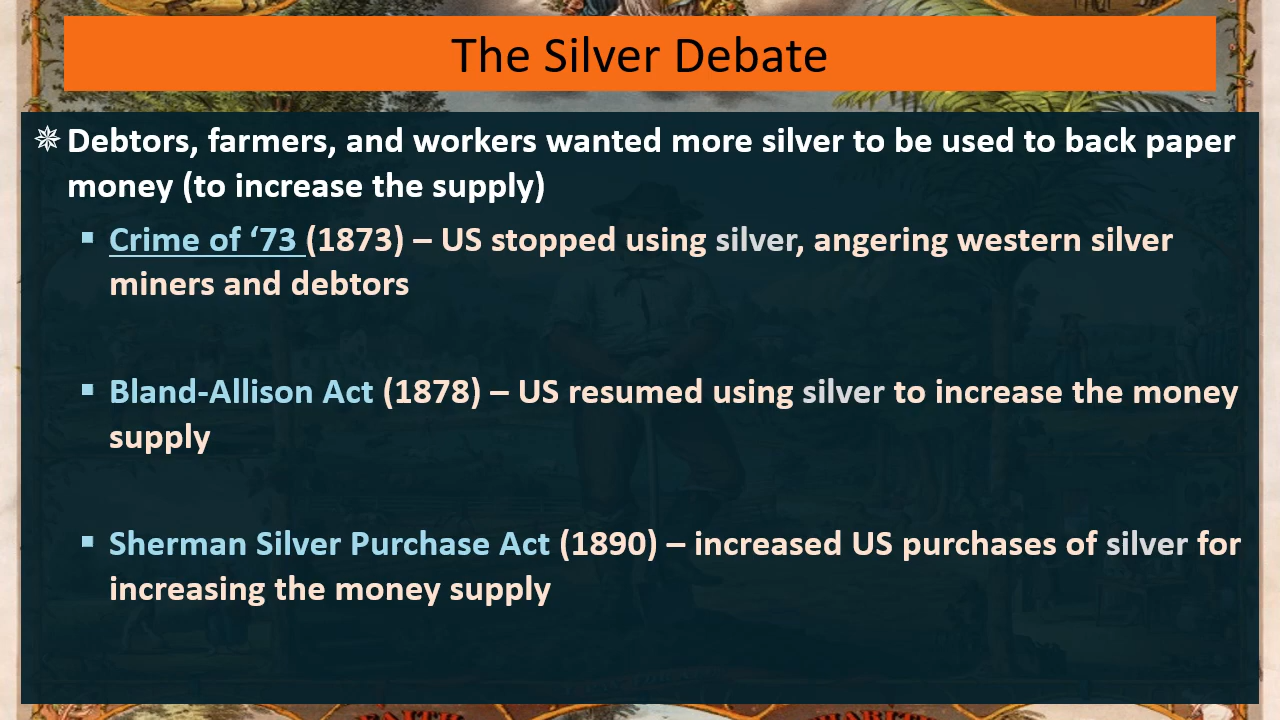 The Silver Debate
Debtors, farmers, and workers wanted more silver to be used to back paper
money (to increase the supply)
Crime of ‘73 (1873) – US stopped using silver, angering western silver
miners and debtors
Bland-Allison Act (1878) – US resumed using silver to increase the money
supply
Sherman Silver Purchase Act (1890) – increased US purchases of silver for
increasing the money supply